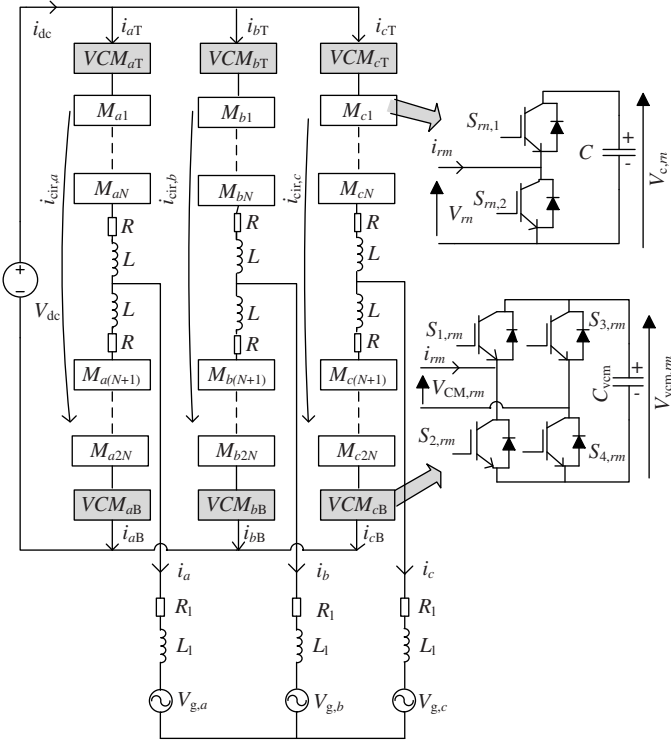 i_dc
i_aT
i_bT
i_cT
VCM_aT
VCM_bT
VCM_cT
M_a1
M_b1
M_c1
i_cir,a
i_cir,b
i_cir,c
M_aN
M_bN
M_cN
R
R
R
L
L
L
V_dc
L
L
L
R
R
R
M_a(N+1)
M_b(N+1)
M_c(N+1)
M_a2N
M_b2N
M_c2N
VCM_aB
VCM_bB
VCM_cB
i_aB
i_bB
i_cB
i_a
i_b
i_c
R_l
R_l
R_l
L_l
L_l
L_l
V_g,a
V_g,b
V_g,c
S_rn,1
i_rm
C
+
-
V_c,rn
V_rn
S_rn,2
S_1,rm
S_3,rm
i_rm
V_CM,rm
C_vcm
+
-
V_vcm,rm
S_2,rm
S_4,rm